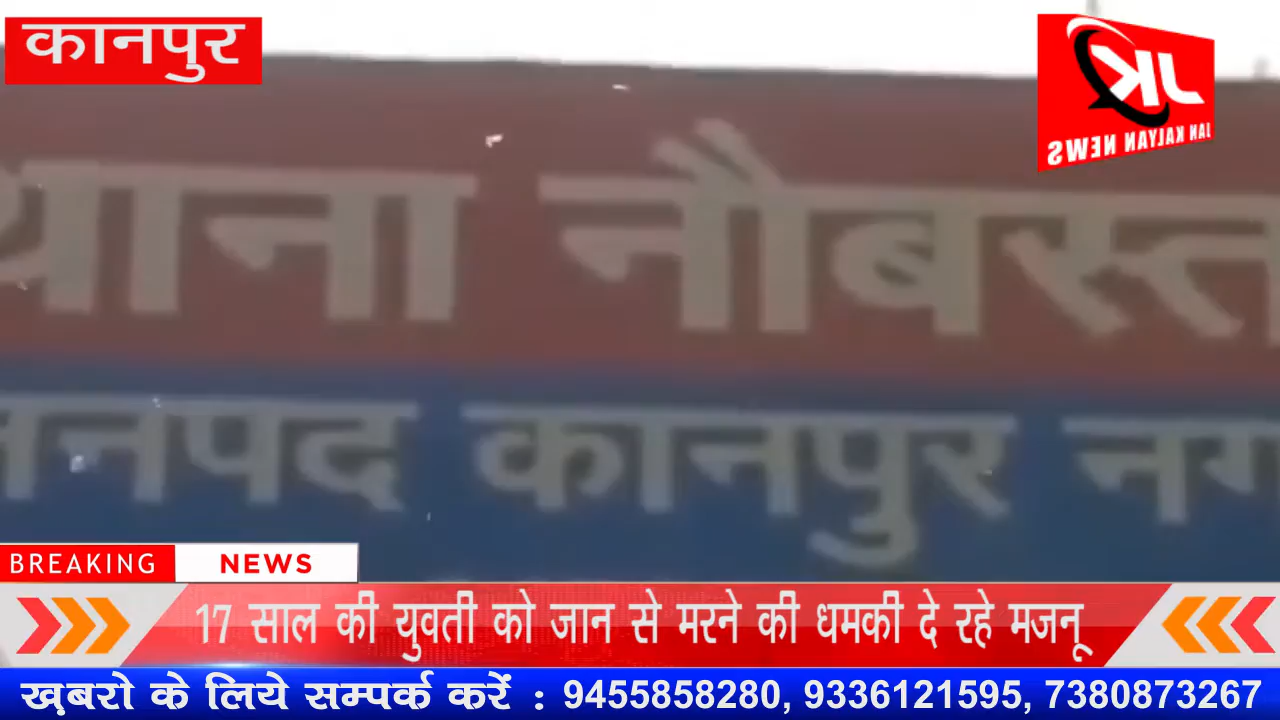 कानपुर
JAN KALYAN NEWS
थाना नौबस्त
जनपद कानपुर नग
BREAKING NEWS
17 साल की युवती को जान से मरने की धमकी दे रहे मजनू
ख़बरो के लिये सम्पर्क करें : 9455858280, 9336121595, 7380873267